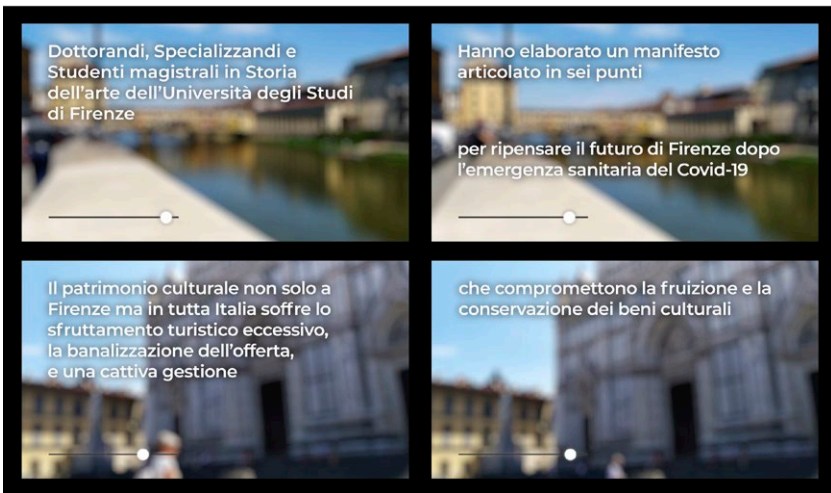 Dottorandi, Specializzandi e
Studenti magistrali in Storia
dell'arte dell'Università degli Studi
di Firenze
Hanno elaborato un manifesto
articolato in sei punti
per ripensare il futuro di Firenze dopo
l'emergenza sanitaria del Covid-19
Il patrimonio culturale non solo a
Firenze ma in tutta Italia soffre lo
sfruttamento turistico eccessivo,
la banalizzazione dell'offerta,
e una cattiva gestione
che compromettono la fruizione e la
conservazione dei beni culturali